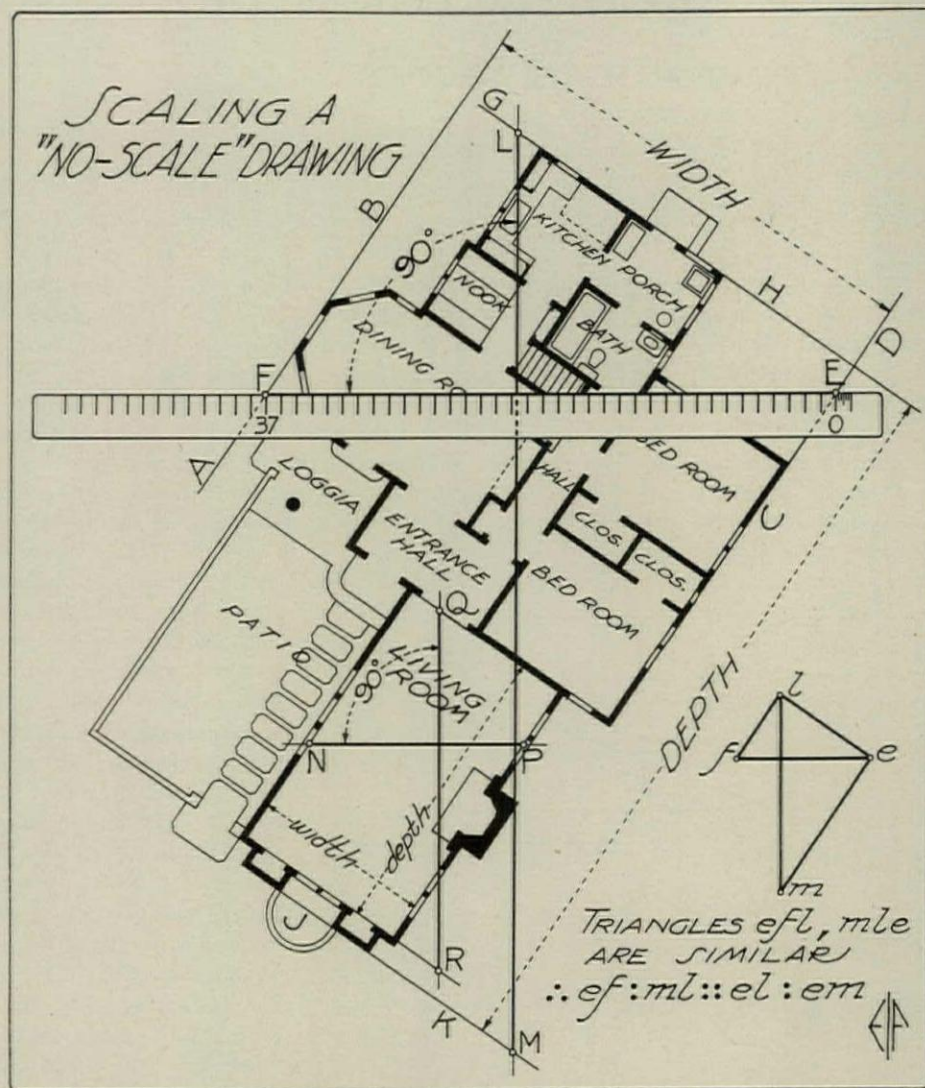 SCALING A
"NO-SCALE" DRAWING
G
L
WIDTH
B
90°
KITCHEN PORCH
NOOK
H
BATH
D
DINING RO
F
E
37
0
A
LOGGIA
HALL
BED ROOM
C
CLOS.
ENTRANCE
HALL
CLOS.
BED ROOM
Q
PATIO
LIVING
ROOM
90°
DEPTH
N
P
l
f
e
width
depth
m
J
TRIANGLES efl, mle
ARE SIMILAR
∴ ef : ml :: el : em
R
K
M